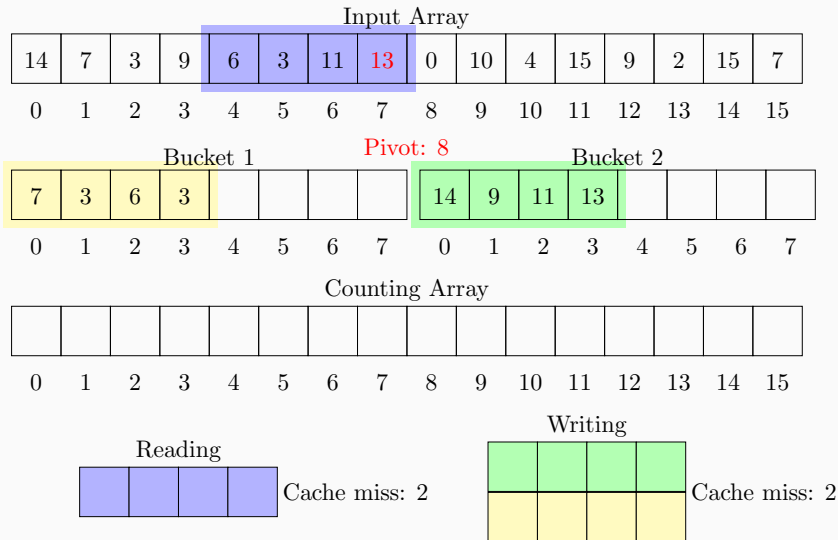 Input Array
14 7 3 9 6 3 11 13 0 10 4 15 9 2 15 7
0 1 2 3 4 5 6 7 8 9 10 11 12 13 14 15
Pivot: 8
Bucket 1 Bucket 2
7 3 6 3 14 9 11 13
0 1 2 3 4 5 6 7 0 1 2 3 4 5 6 7
Counting Array
0 1 2 3 4 5 6 7 8 9 10 11 12 13 14 15
Writing
Reading
Cache miss: 2 Cache miss: 2